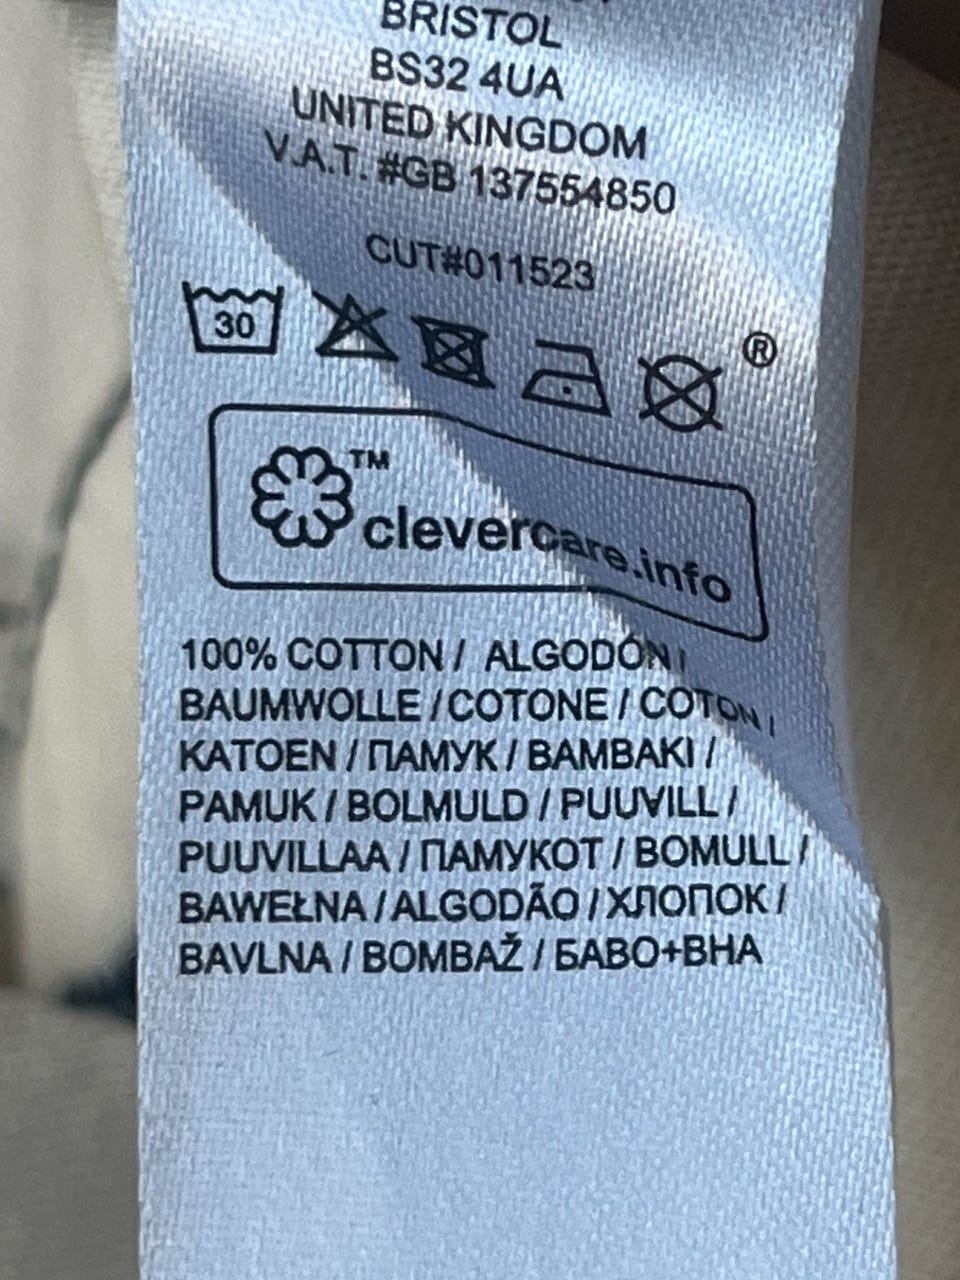 BRISTOL
BS32 4UA
UNITED KINGDOM
V.A.T. #GB 137554850
CUT#011523
30
®
™
clevercare.info
100% COTTON / ALGODÓN /
BAUMWOLLE / COTONE / COTON /
KATOEN / ПАМУК / BAMBAKI /
PAMUK / BOLMULD / PUUVILL /
PUUVILLAA / ПАМУКОТ / BOMULL /
BAWEŁNA / ALGODÃO / ХЛОПОК /
BAVLNA / BOMBAŽ / БАВО+ВНА